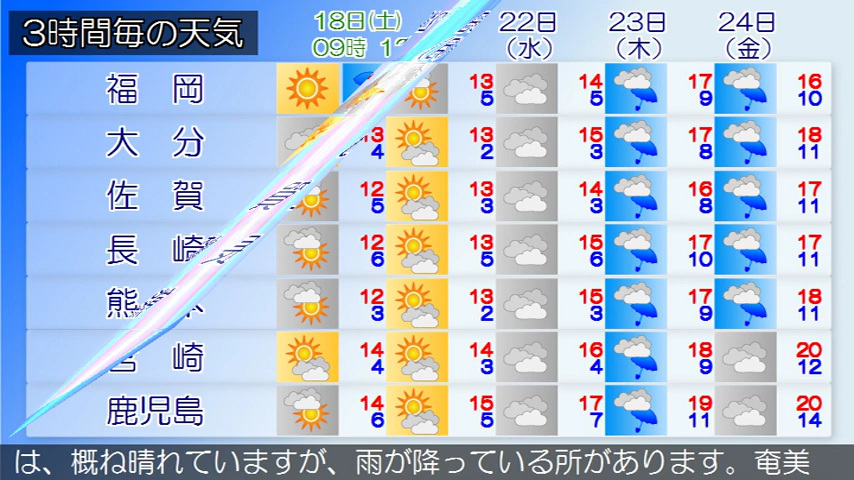 3時間毎の天気
18日(土) 22日 23日 24日
09時 (水) (木) (金)
福岡 13 5 14 5 17 9 16 10
大分 4 13 2 15 3 17 8 18 11
佐賀 12 5 13 3 14 3 16 8 17 11
長崎 12 6 13 5 15 6 17 10 17 11
熊 12 3 13 2 15 3 17 9 18 11
崎 14 4 14 3 16 4 18 9 20 12
鹿児島 14 6 15 5 17 7 19 11 20 14
は、概ね晴れていますが、雨が降っている所があります。奄美